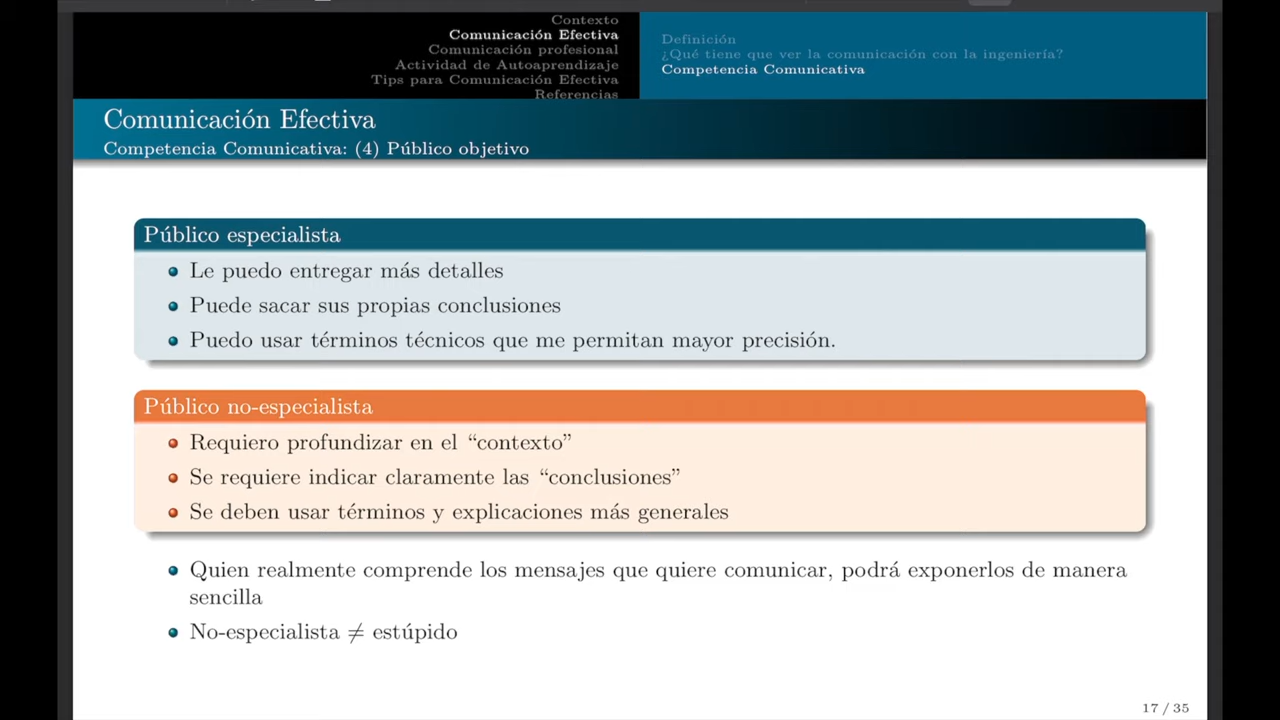 Contexto
Comunicación Efectiva
Comunicación profesional
Actividad de Autoaprendizaje
Tips para Comunicación Efectiva
Referencias
Definición
¿Qué tiene que ver la comunicación con la ingeniería?
Competencia Comunicativa
Comunicación Efectiva
Competencia Comunicativa: (4) Público objetivo
Público especialista
Le puedo entregar más detalles
Puede sacar sus propias conclusiones
Puedo usar términos técnicos que me permitan mayor precisión.
Público no-especialista
Requiero profundizar en el “contexto”
Se requiere indicar claramente las “conclusiones”
Se deben usar términos y explicaciones más generales
Quien realmente comprende los mensajes que quiere comunicar, podrá exponerlos de manera
sencilla
No-especialista ≠ estúpido
17 / 35